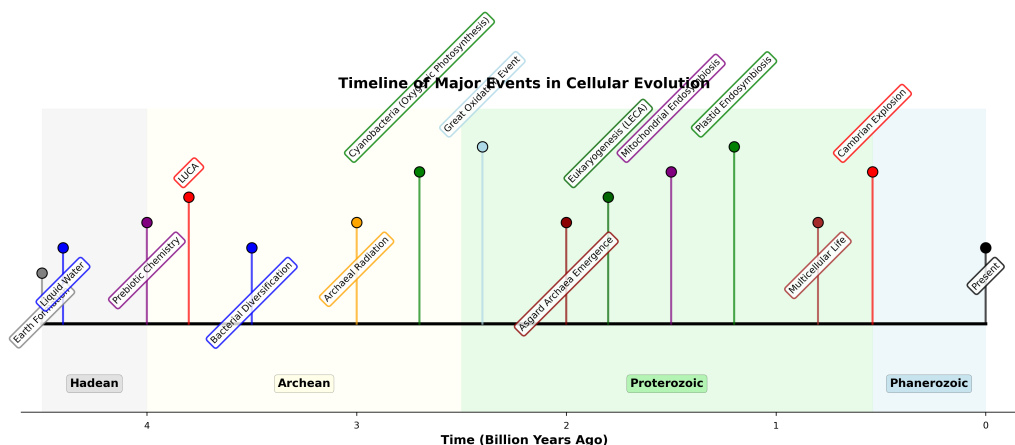 Timeline of Major Events in Cellular Evolution
Earth Formation
Liquid Water
Prebiotic Chemistry
LUCA
Bacterial Diversification
Archaeal Radiation
Cyanobacteria (Oxygenic Photosynthesis)
Great Oxidation Event
Asgard Archaea Emergence
Eukaryogenesis (LECA)
Mitochondrial Endosymbiosis
Plastid Endosymbiosis
Multicellular Life
Cambrian Explosion
Present
Hadean
Archean
Proterozoic
Phanerozoic
4
3
2
1
0
Time (Billion Years Ago)